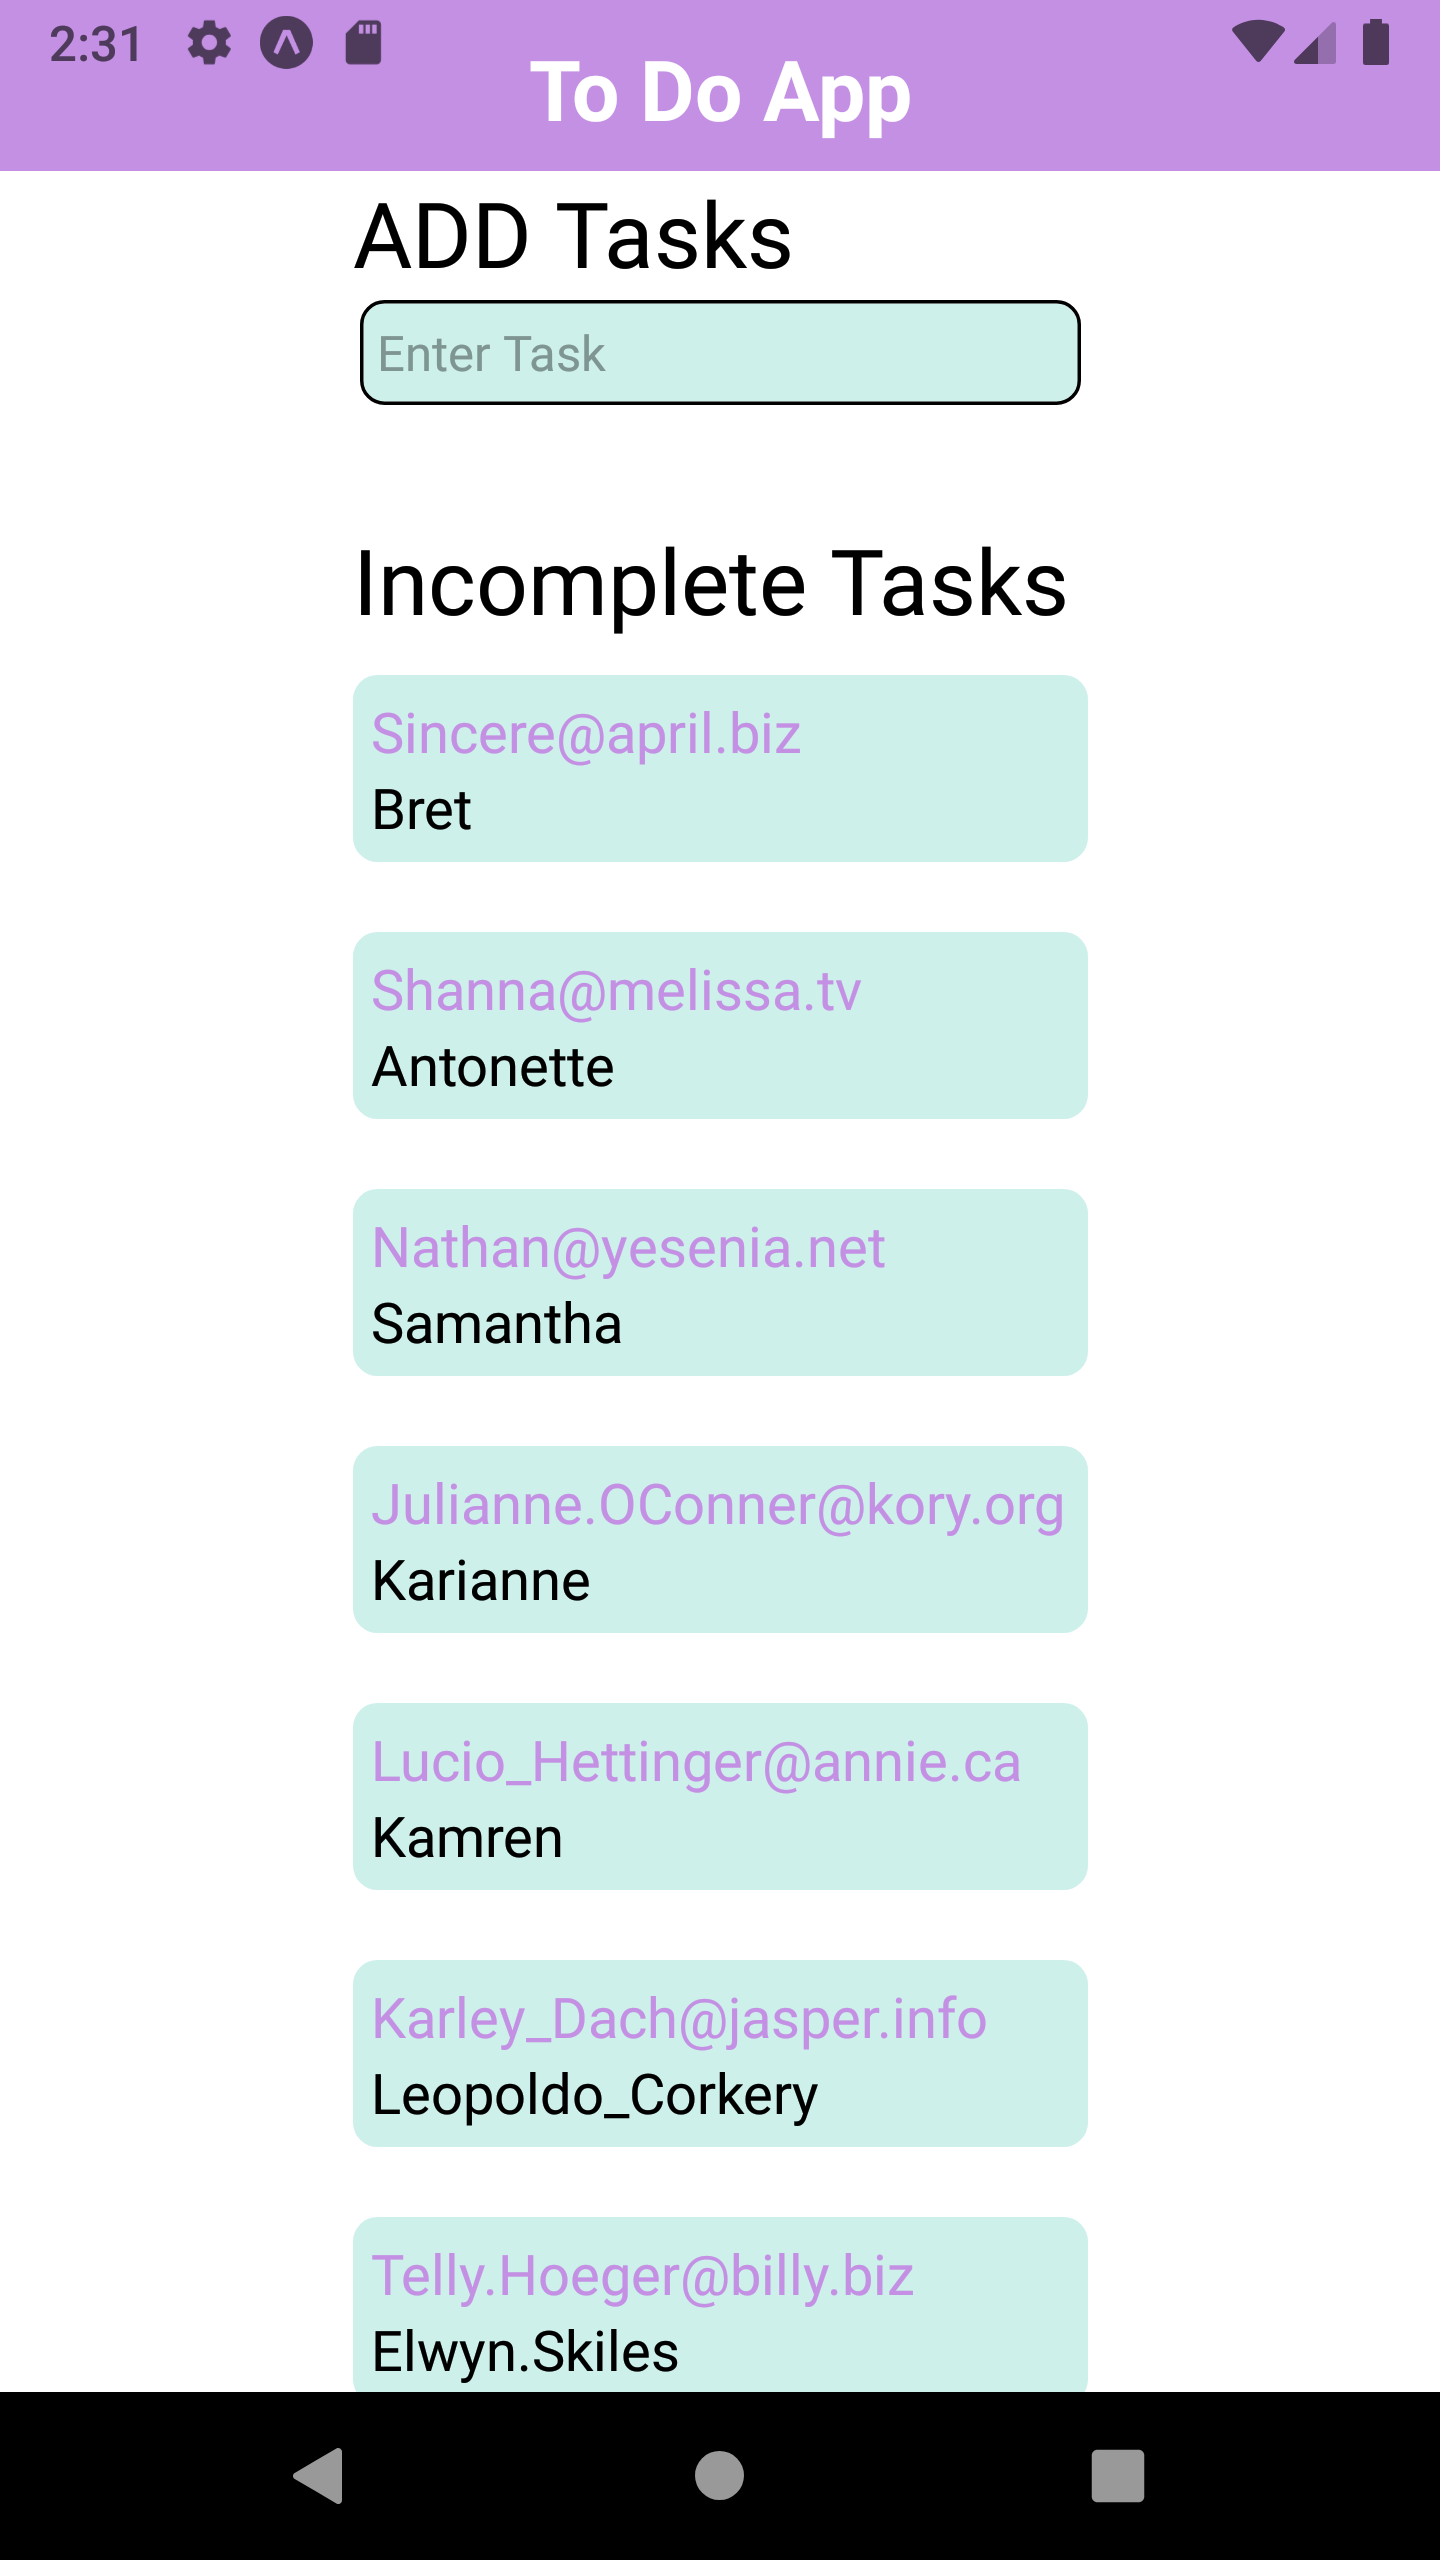 2:31
To Do App
ADD Tasks
Enter Task
Incomplete Tasks
Sincere@april.biz
Bret
Shanna@melissa.tv
Antonette
Nathan@yesenia.net
Samantha
Julianne.OConner@kory.org
Karianne
Lucio_Hettinger@annie.ca
Kamren
Karley_Dach@jasper.info
Leopoldo_Corkery
Telly.Hoeger@billy.biz
Elwyn.Skiles